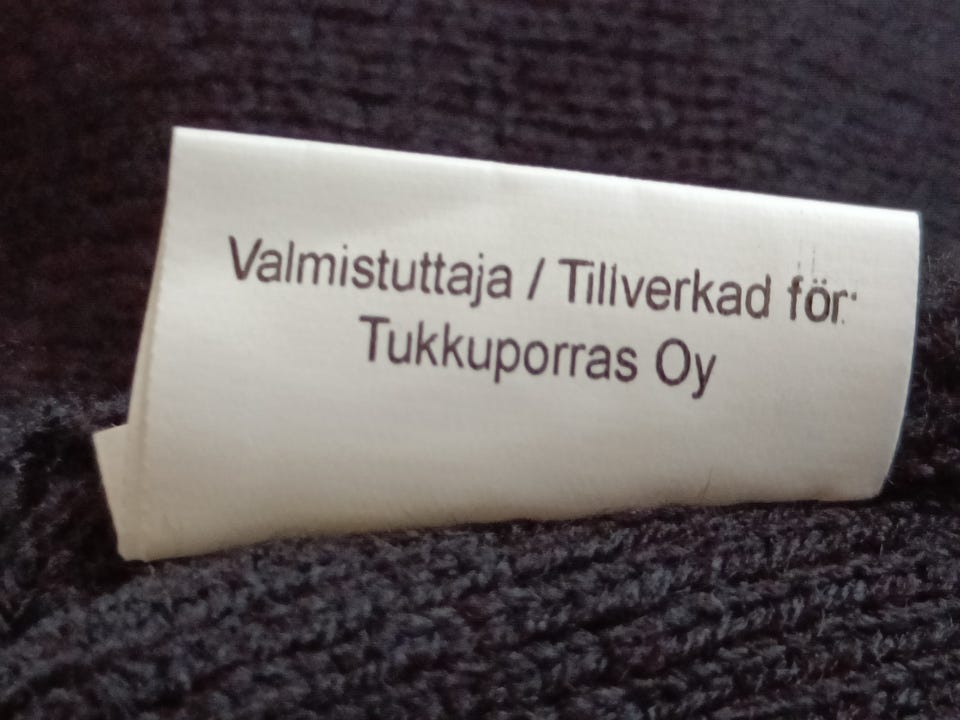 Valmistuttaja / Tillverkad för:
Tukkuporras Oy